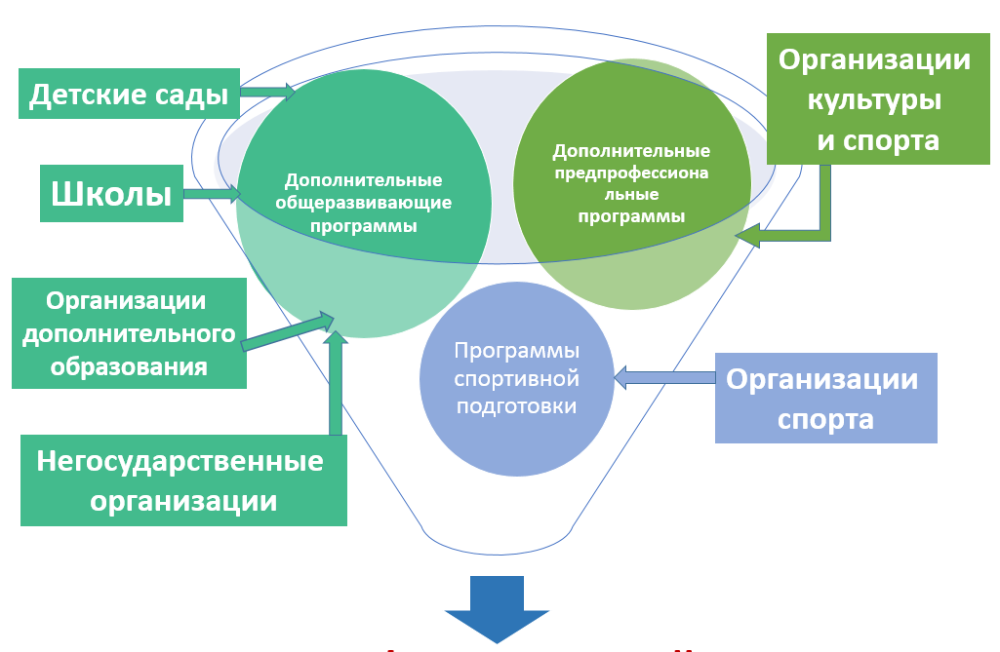 Детские сады
Школы
Организации
дополнительного
образования
Негосударственные
организации
Дополнительные
общеразвивающие
программы
Дополнительные
предпрофессиона
льные
программы
Программы
спортивной
подготовки
Организации
культуры
и спорта
Организации
спорта